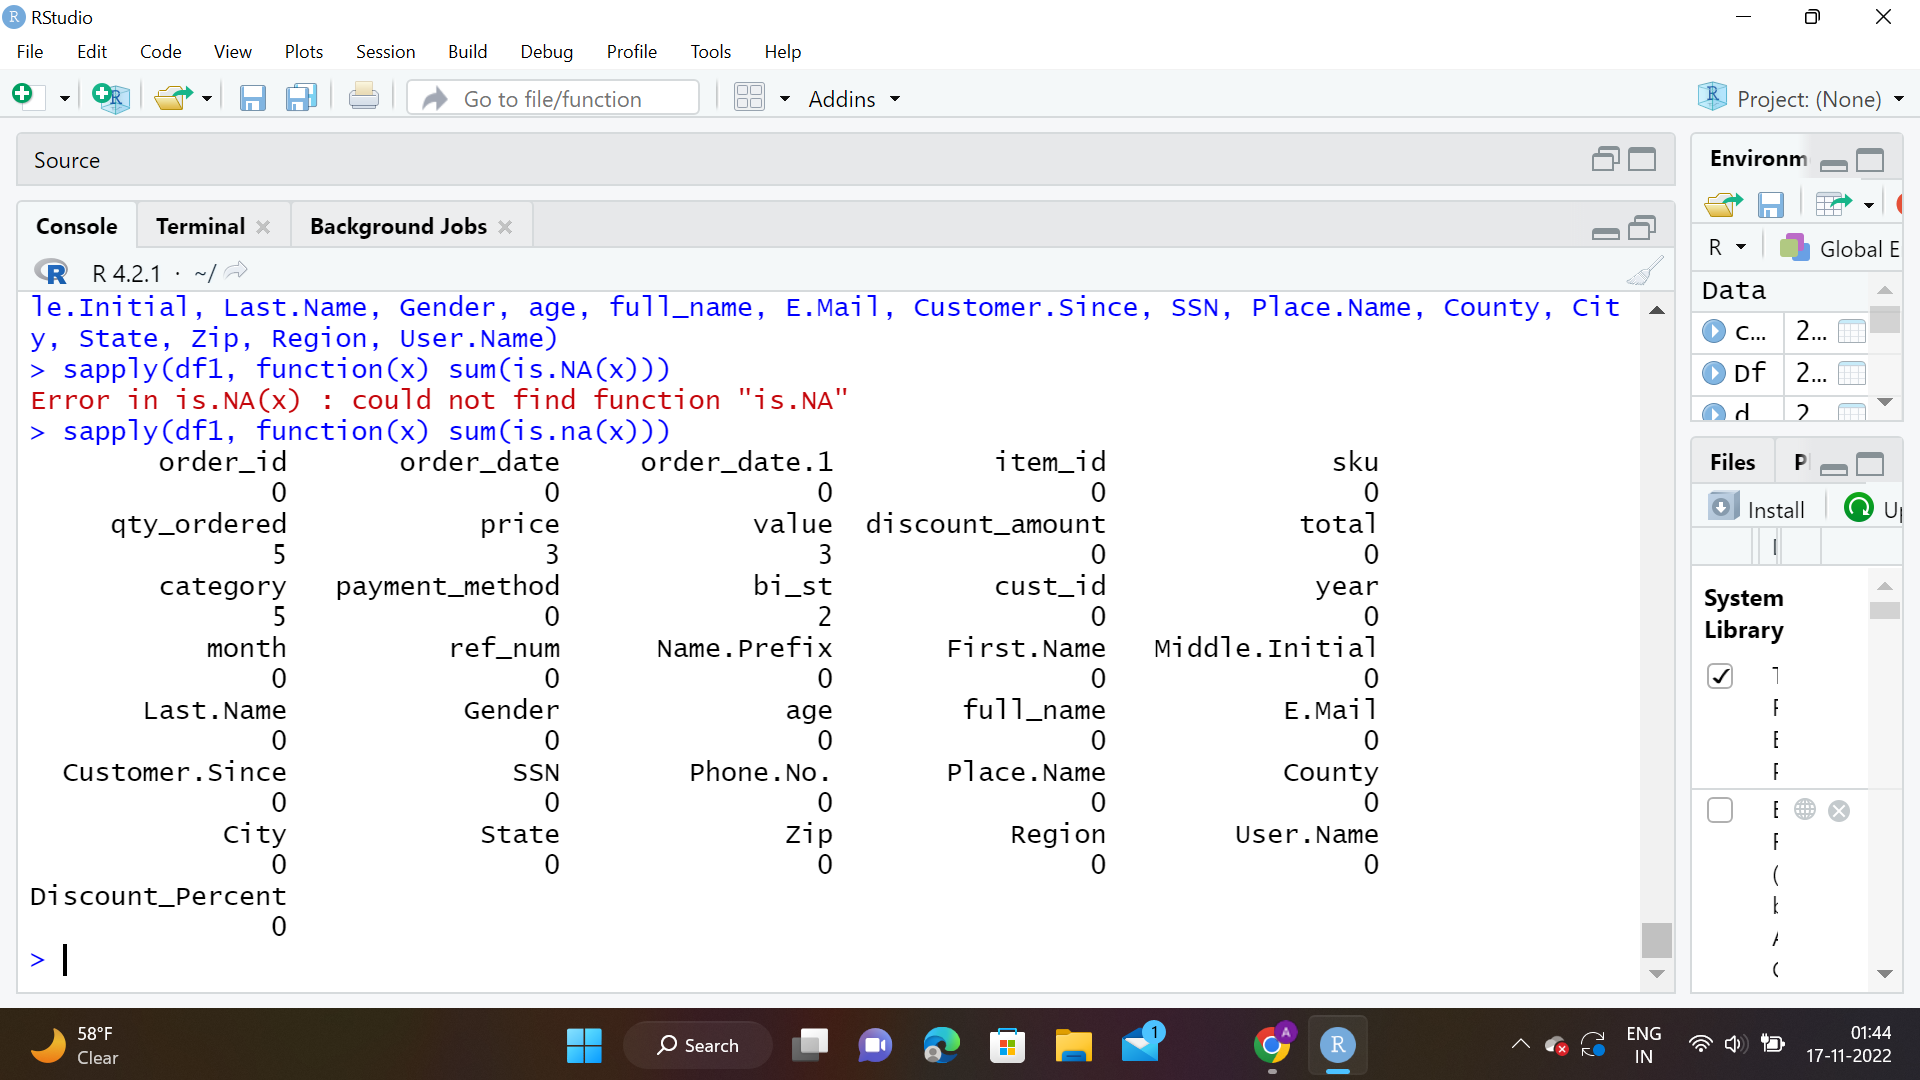 RStudio
File Edit Code View Plots Session Build Debug Profile Tools Help
Go to file/function Addins Project: (None)
Source
Console Terminal Background Jobs
R 4.2.1 · ~/
le.Initial, Last.Name, Gender, age, full_name, E.Mail, Customer.Since, SSN, Place.Name, County, Cit
y, State, Zip, Region, User.Name)
> sapply(df1, function(x) sum(is.NA(x)))
Error in is.NA(x) : could not find function "is.NA"
> sapply(df1, function(x) sum(is.na(x)))
order_id order_date order_date.1 item_id sku
0 0 0 0 0
qty_ordered price value discount_amount total
5 3 3 0 0
category payment_method bi_st cust_id year
5 0 2 0 0
month ref_num Name.Prefix First.Name Middle.Initial
0 0 0 0 0
Last.Name Gender age full_name E.Mail
0 0 0 0 0
Customer.Since SSN Phone.No. Place.Name County
0 0 0 0 0
City State Zip Region User.Name
0 0 0 0 0
Discount_Percent
0
>
Environm
R Global E
Data
c... 2...
Df 2...
d 2
Files P
Install Up
System
Library
58°F
Clear
Search
1
A
R
ENG
IN
01:44
17-11-2022